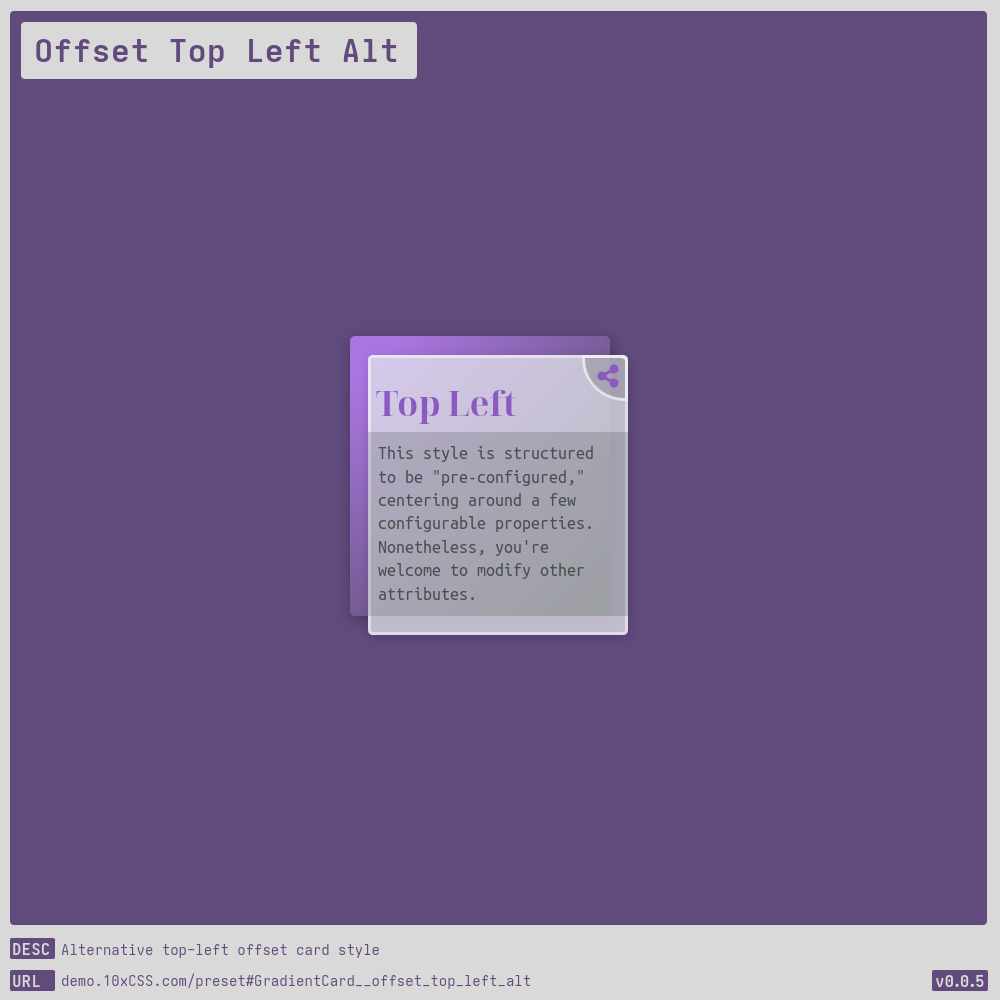 Offset Top Left Alt
Top Left
This style is structured
to be "pre-configured,"
centering around a few
configurable properties.
Nonetheless, you're
welcome to modify other
attributes.
DESC Alternative top-left offset card style
URL demo.10xCSS.com/preset#GradientCard__offset_top_left_alt
v0.0.5